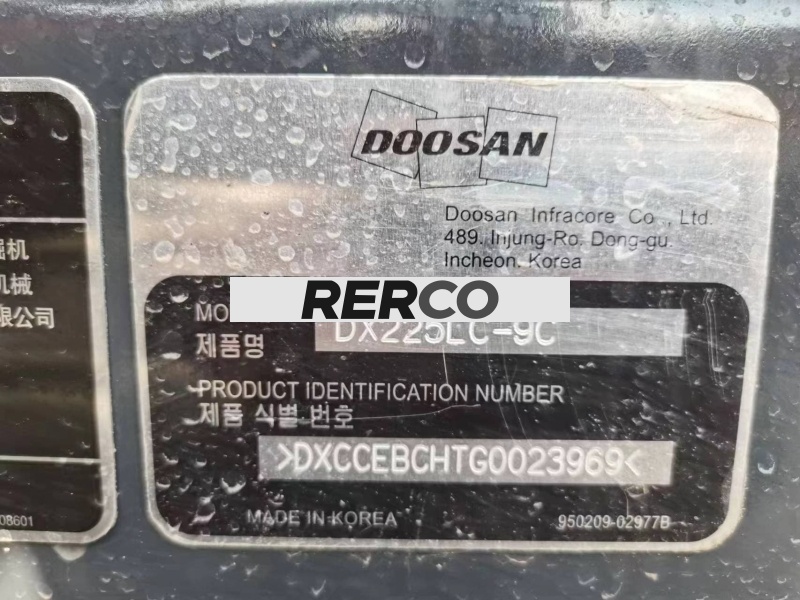 DOOSAN
Doosan Infracore Co., Ltd.
489, Injung-Ro, Dong-gu,
Incheon, Korea
RERCO
DX225LC-9C
제품명
PRODUCT IDENTIFICATION NUMBER
제품 식별 번호
>DXCCEBCHTG0023969<
MADE IN KOREA
950209-02977B
掘机
机械
限公司
08601